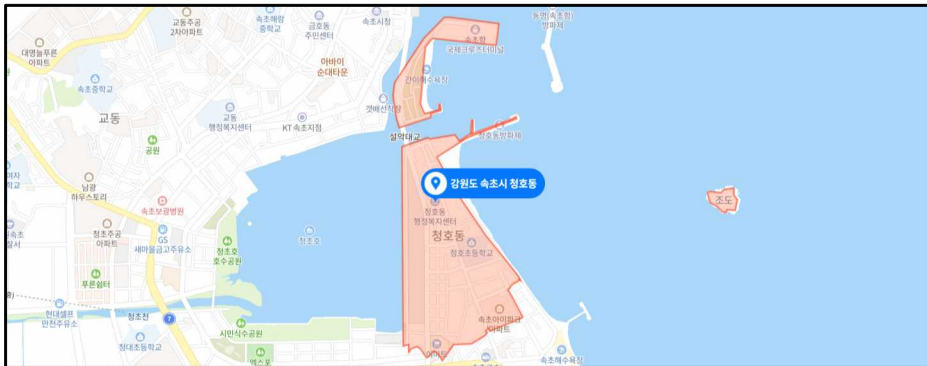 교동주공
2차아파트
속초해랑
중학교
금호동
주민센터
속초시청
동명(속초항)
방파제
대명늘푸른
아파트
아바이
순대타운
속초항
국제크루즈터미널
속초중학교
간이해수욕장
갯배선착장
교동
교동
행정복지센터
KT 속초지점
설악대교
청호동방파제
공원
강원도 속초시 청호동
남광
하우스토리
속초보광병원
청호동
행정복지센터
조도
청초주공
아파트
GS
새마을금고주유소
청초호
호수공원
청초호
청호동
청호초등학교
푸른쉼터
현대셀프
만천주유소
청초천
7
시민식수공원
속초아이파크
아파트
청대초등학교
엑스포
이마트
속초해수욕장